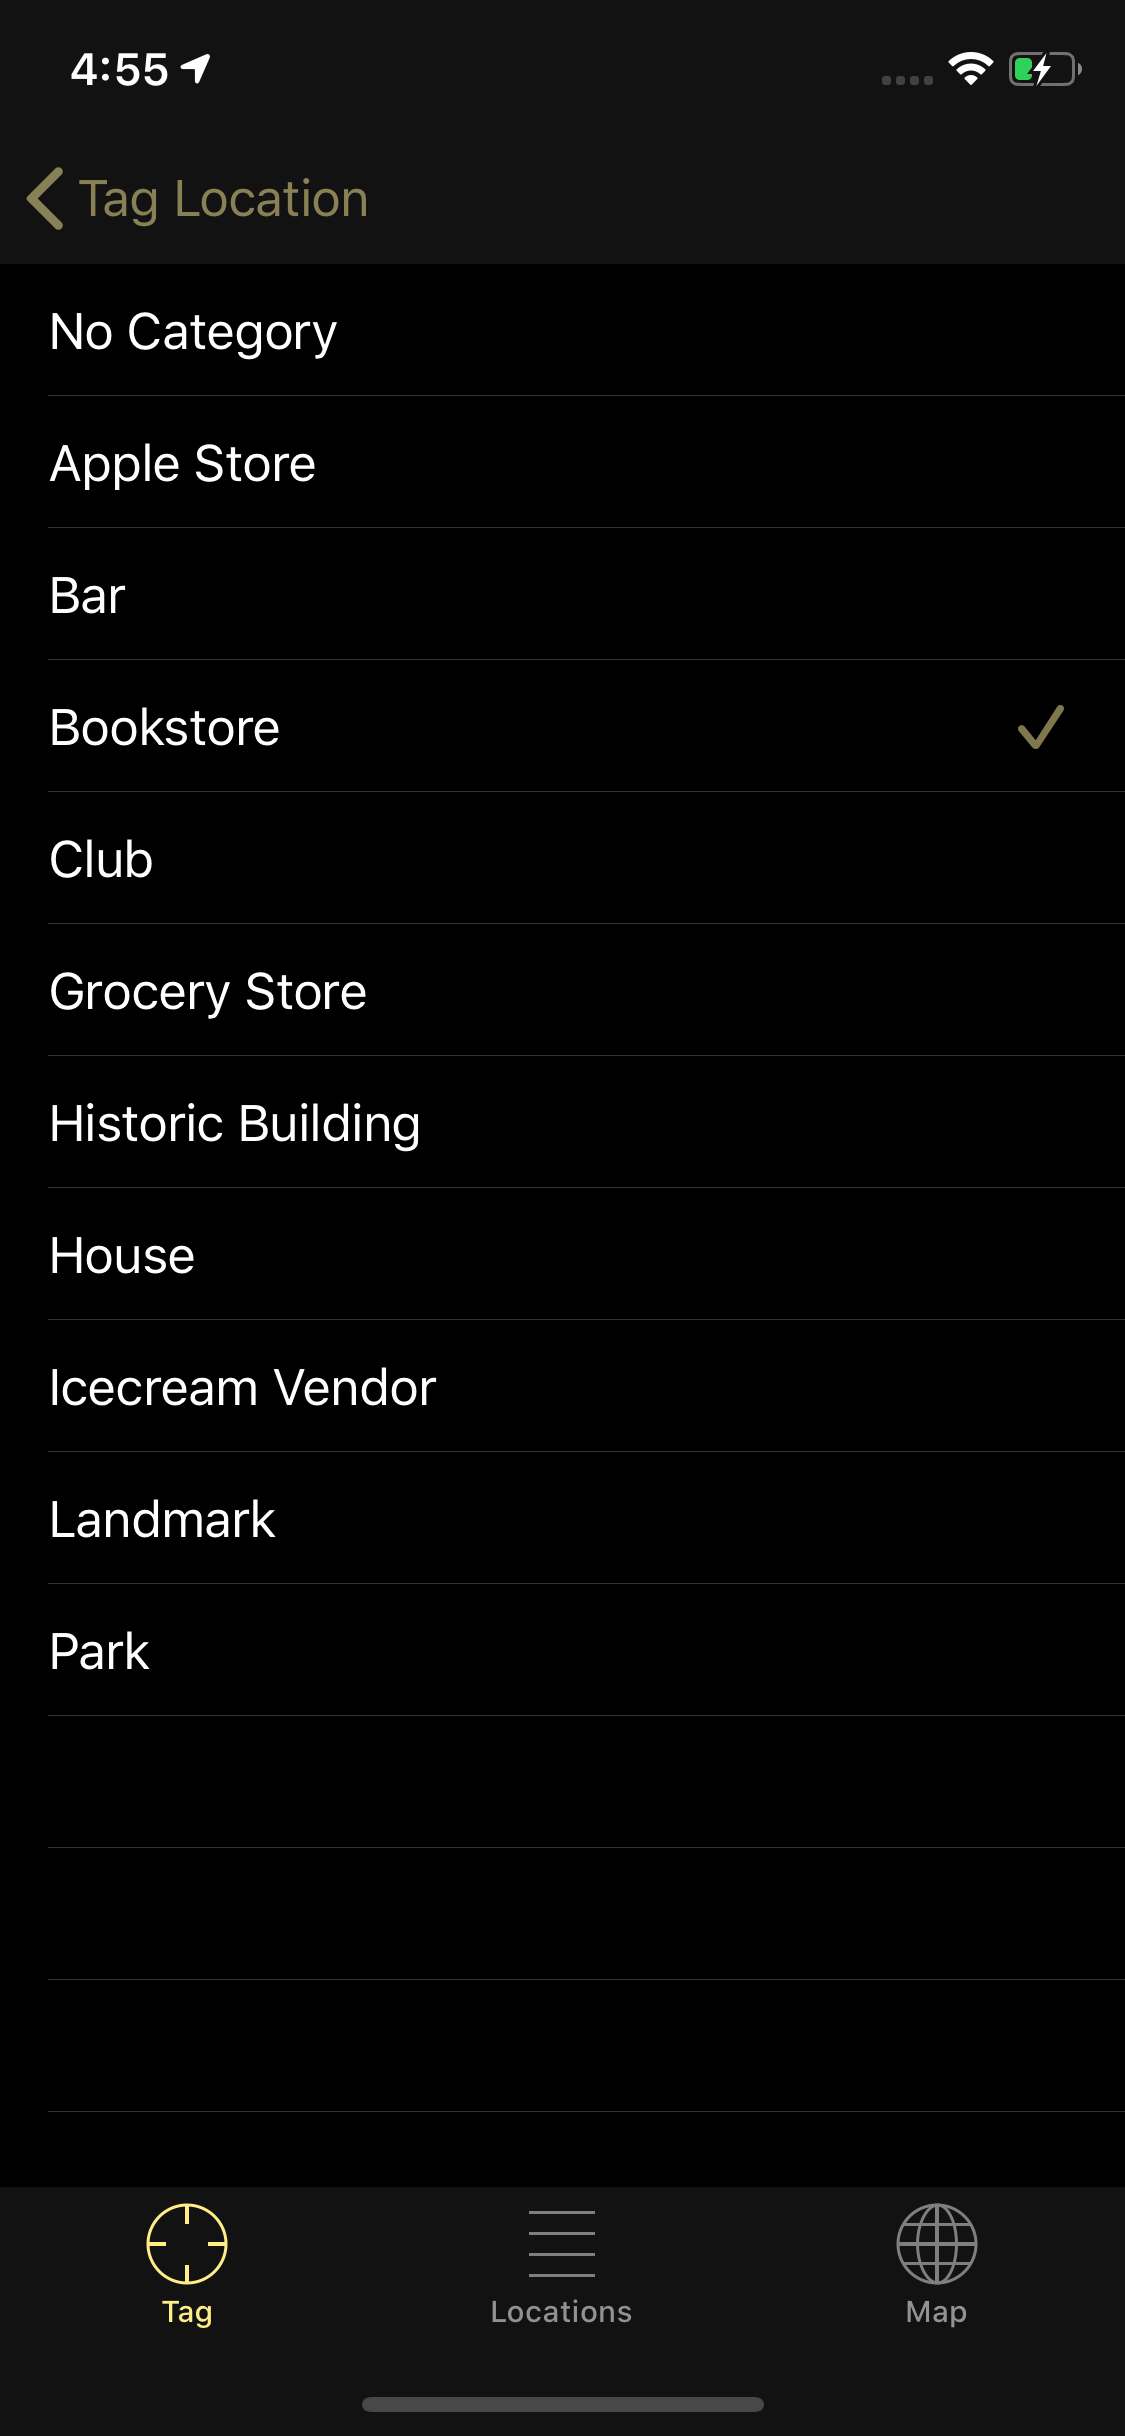 4:55
Tag Location
No Category
Apple Store
Bar
Bookstore
Club
Grocery Store
Historic Building
House
Icecream Vendor
Landmark
Park
Tag
Locations
Map